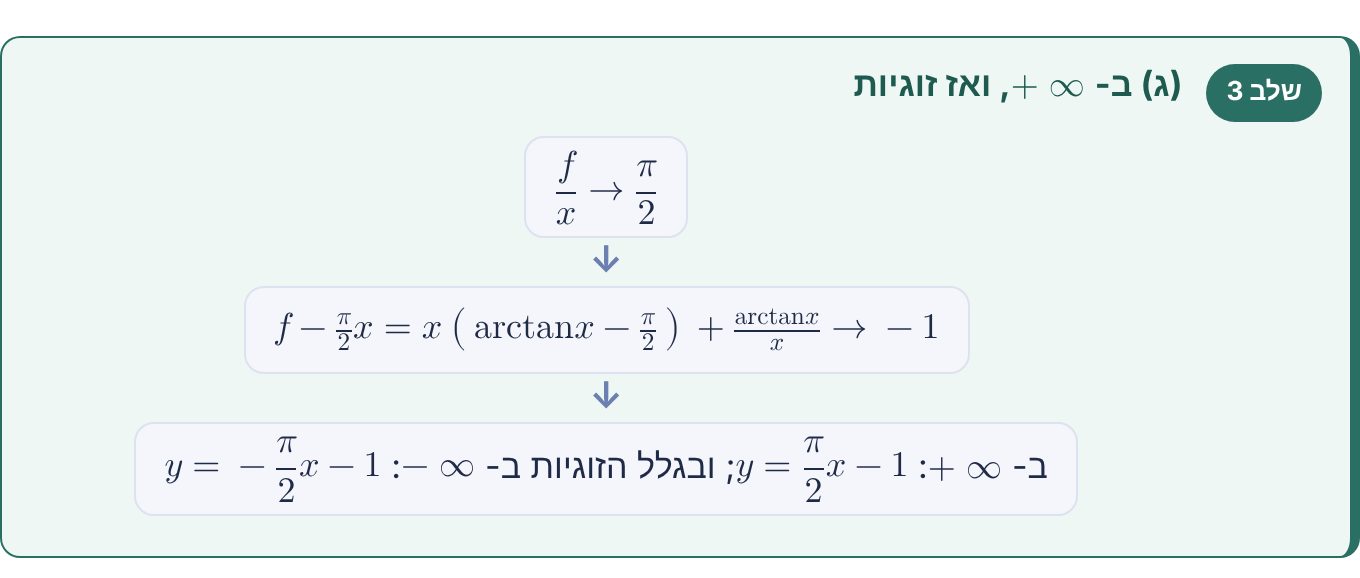 שלב 3
(ג) ב- ∞ +, ואז זוגיות
f/x → π/2
↓
f − π/2 x = x ( arctanx − π/2 ) + arctanx/x → − 1
↓
ב- ∞ +: y = π/2 x − 1; ובגלל הזוגיות ב- ∞ −: y = − π/2 x − 1